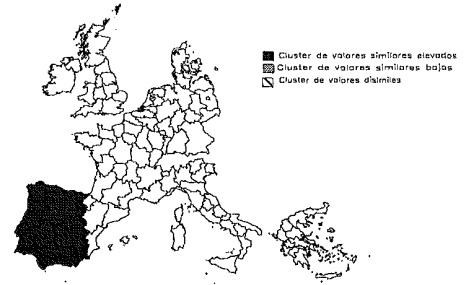 Cluster de valores similares elevados
Cluster de valores similares bajos
Cluster de valores disímiles